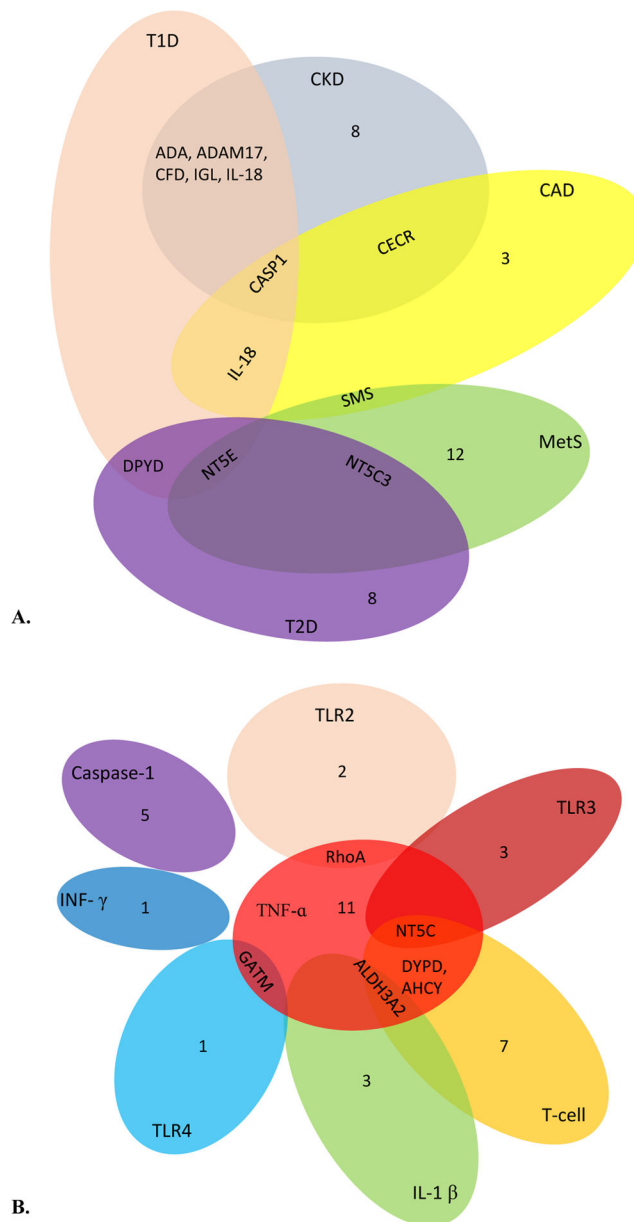 T1D
CKD
8
ADA, ADAM17,
CFD, IGL, IL-18
CAD
CECR
3
CASP1
IL-18
SMS
MetS
12
DPYD
NT5E
NT5C3
8
T2D
A.
TLR2
2
Caspase-1
5
TLR3
3
RhoA
INF- γ
1
TNF-α
11
NT5C
DYPD,
AHCY
GATM
ALDH3A2
1
3
7
TLR4
T-cell
IL-1 β
B.